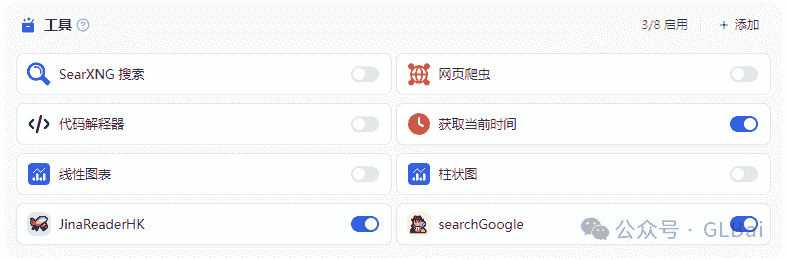 工具
3/8 启用
+ 添加
SearXNG 搜索
网页爬虫
代码解释器
获取当前时间
线性图表
柱状图
JinaReaderHK
searchGoogle
公众号 · GLBai